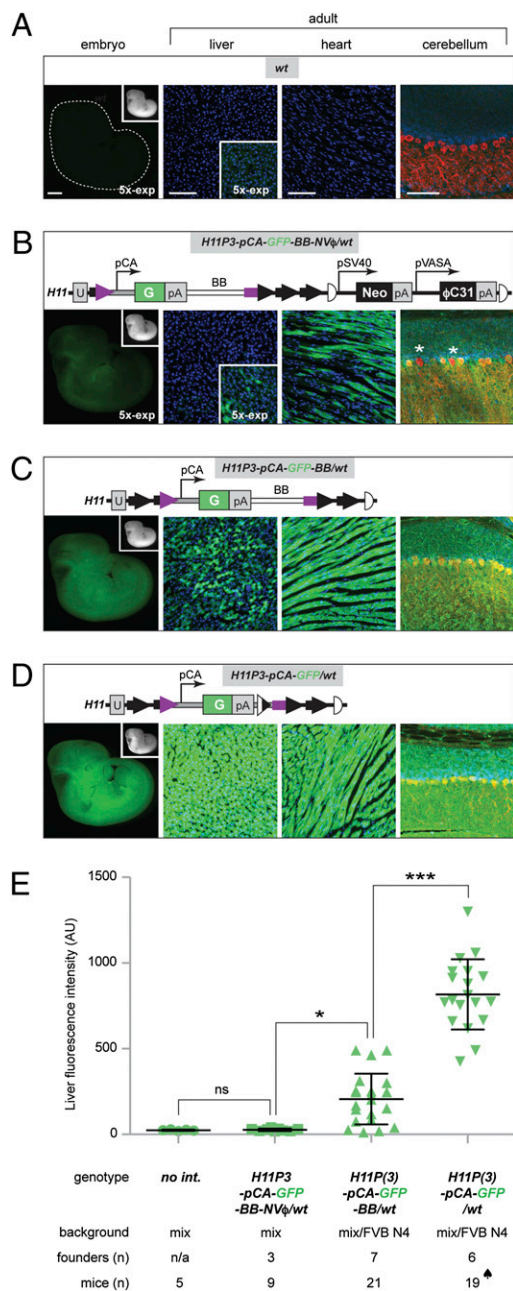 A
adult
embryo liver heart cerebellum
wt
wt
5x-exp
5x-exp
B
H11P3-pCA-GFP-BB-NVϕ/wt
pCA pSV40 pVASA
BB
H11 U G pA Neo pA ϕC31 pA
* *
5x-exp
5x-exp
C
H11P3-pCA-GFP-BB/wt
pCA
BB
H11 U G pA
D
H11P3-pCA-GFP/wt
pCA
H11 U G pA
E
Liver fluorescence intensity (AU)
1500
1000
500
0
ns
*
***
genotype no int. H11P3 H11P(3) H11P(3)
-pCA-GFP -pCA-GFP -pCA-GFP
-BB-NVϕ/wt -BB/wt /wt
background mix mix mix/FVB N4 mix/FVB N4
founders (n) n/a 3 7 6
mice (n) 5 9 21 19♠